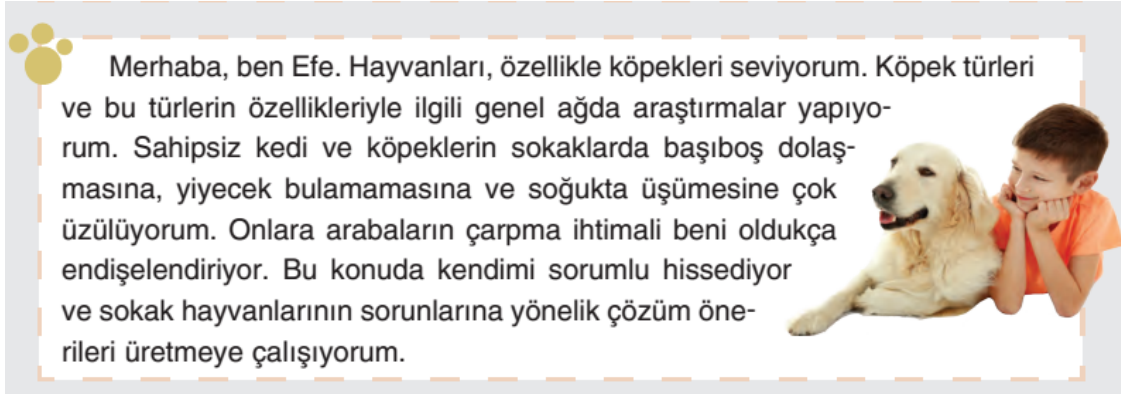 Merhaba, ben Efe. Hayvanları, özellikle köpekleri seviyorum. Köpek türleri
ve bu türlerin özellikleriyle ilgili genel ağda araştırmalar yapıyo-
rum. Sahipsiz kedi ve köpeklerin sokaklarda başıboş dolaş-
masına, yiyecek bulamamasına ve soğukta üşümesine çok
üzülüyorum. Onlara arabaların çarpma ihtimali beni oldukça
endişelendiriyor. Bu konuda kendimi sorumlu hissediyor
ve sokak hayvanlarının sorunlarına yönelik çözüm öne-
rileri üretmeye çalışıyorum.